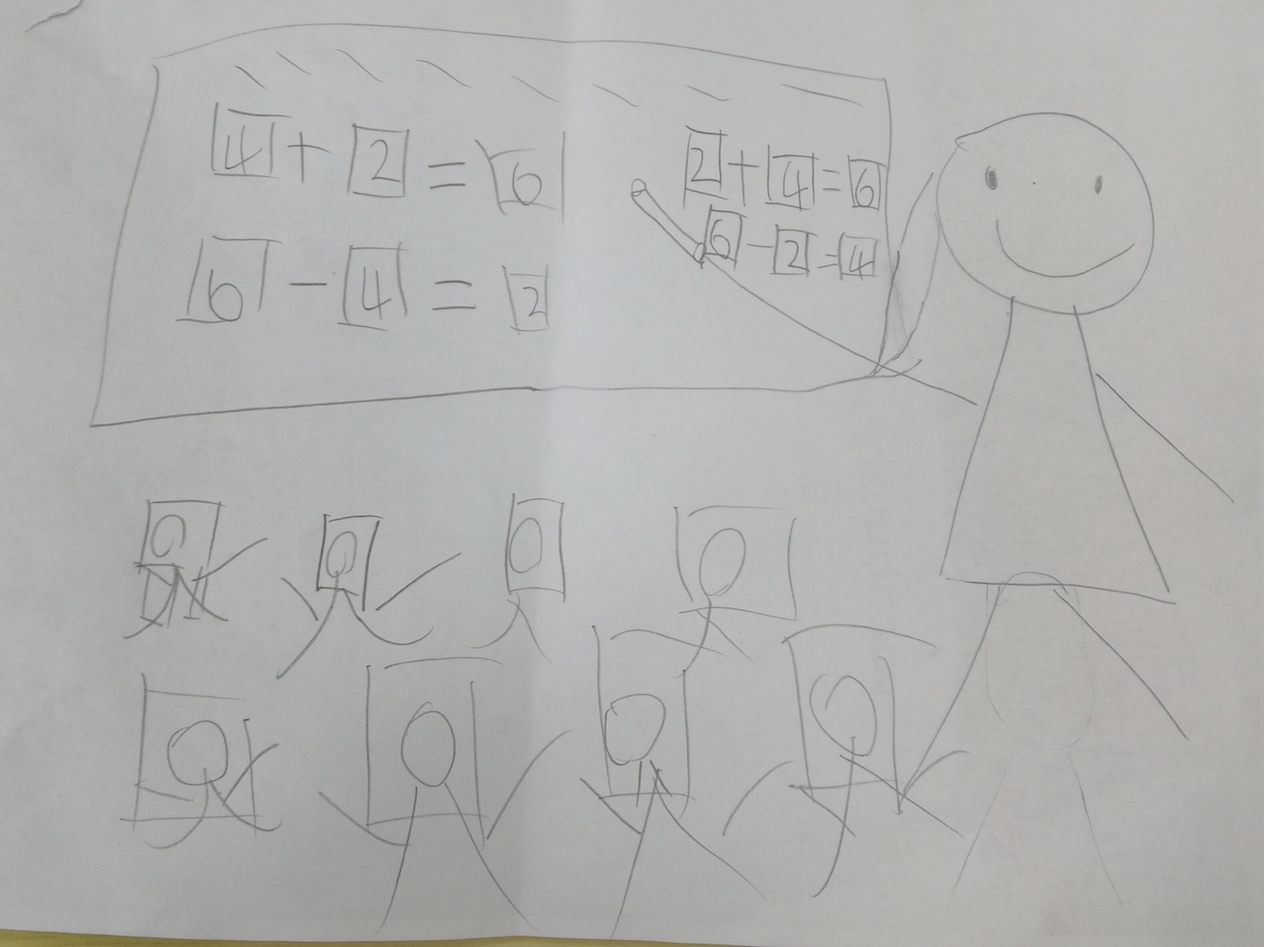 4 + 2 = 6
6 - 4 = 2
2 + 4 = 6
6 - 2 = 4